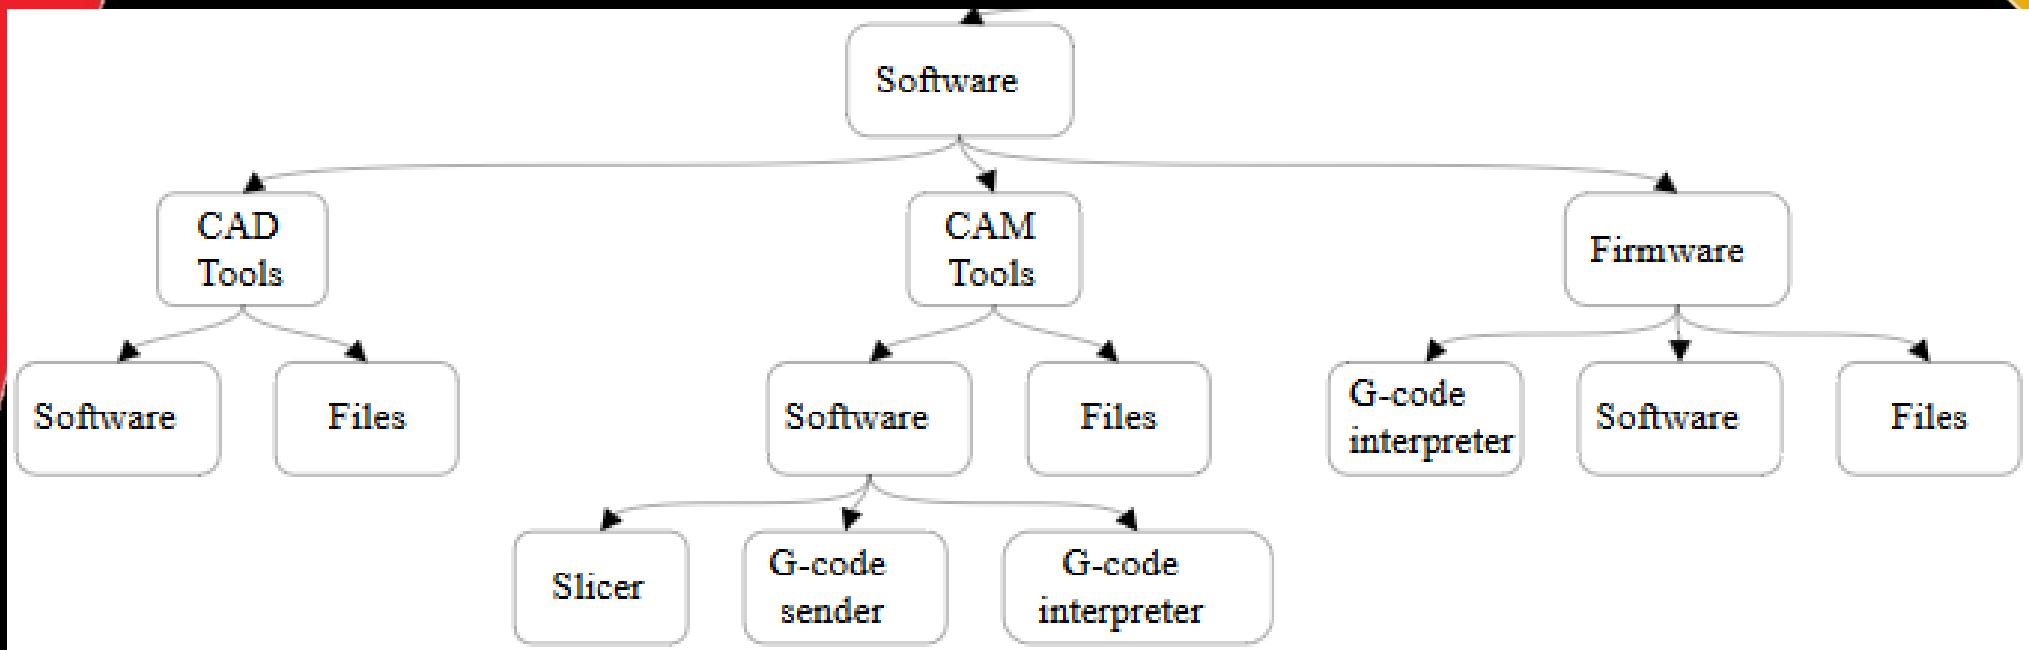 Software
CAD
Tools
CAM
Tools
Firmware
Software
Files
Software
Files
G-code
interpreter
Software
Files
Slicer
G-code
sender
G-code
interpreter